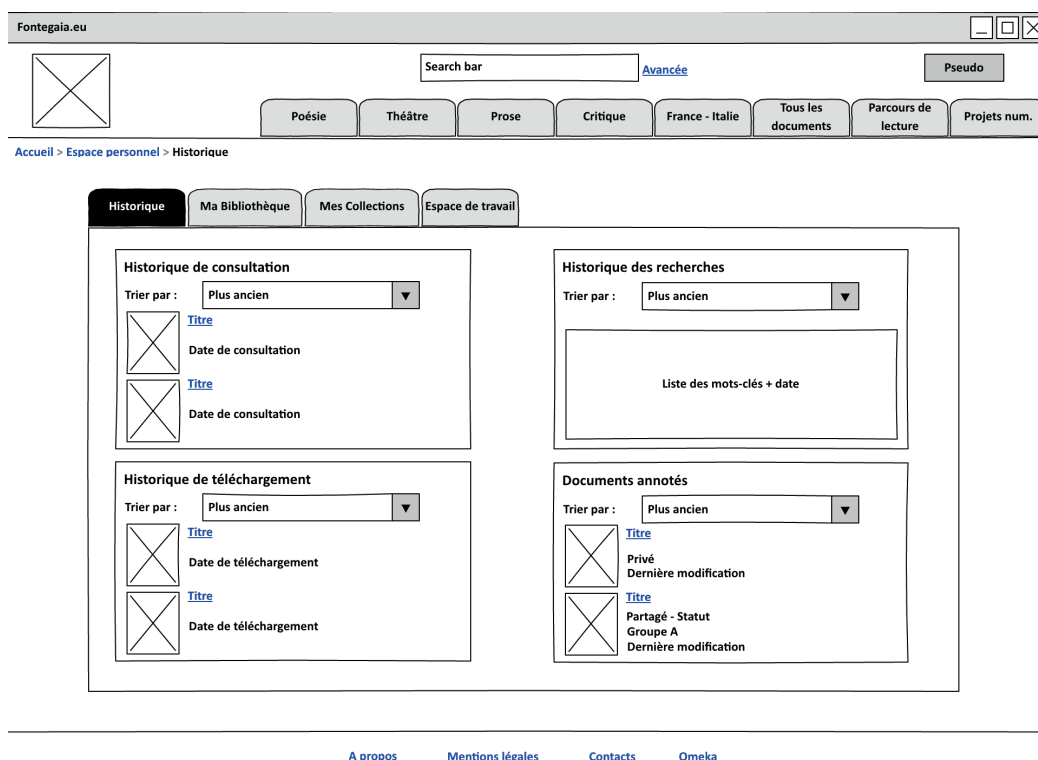 Fontegaia.eu
Search bar
Avancée
Pseudo
Poésie
Théâtre
Prose
Critique
France - Italie
Tous les
documents
Parcours de
lecture
Projets num.
Accueil > Espace personnel > Historique
Historique
Ma Bibliothèque
Mes Collections
Espace de travail
Historique de consultation
Trier par :
Plus ancien
Titre
Date de consultation
Titre
Date de consultation
Historique des recherches
Trier par :
Plus ancien
Liste des mots-clés + date
Historique de téléchargement
Trier par :
Plus ancien
Titre
Date de téléchargement
Titre
Date de téléchargement
Documents annotés
Trier par :
Plus ancien
Titre
Privé
Dernière modification
Titre
Partagé - Statut
Groupe A
Dernière modification
A propos
Mentions légales
Contacts
Omeka